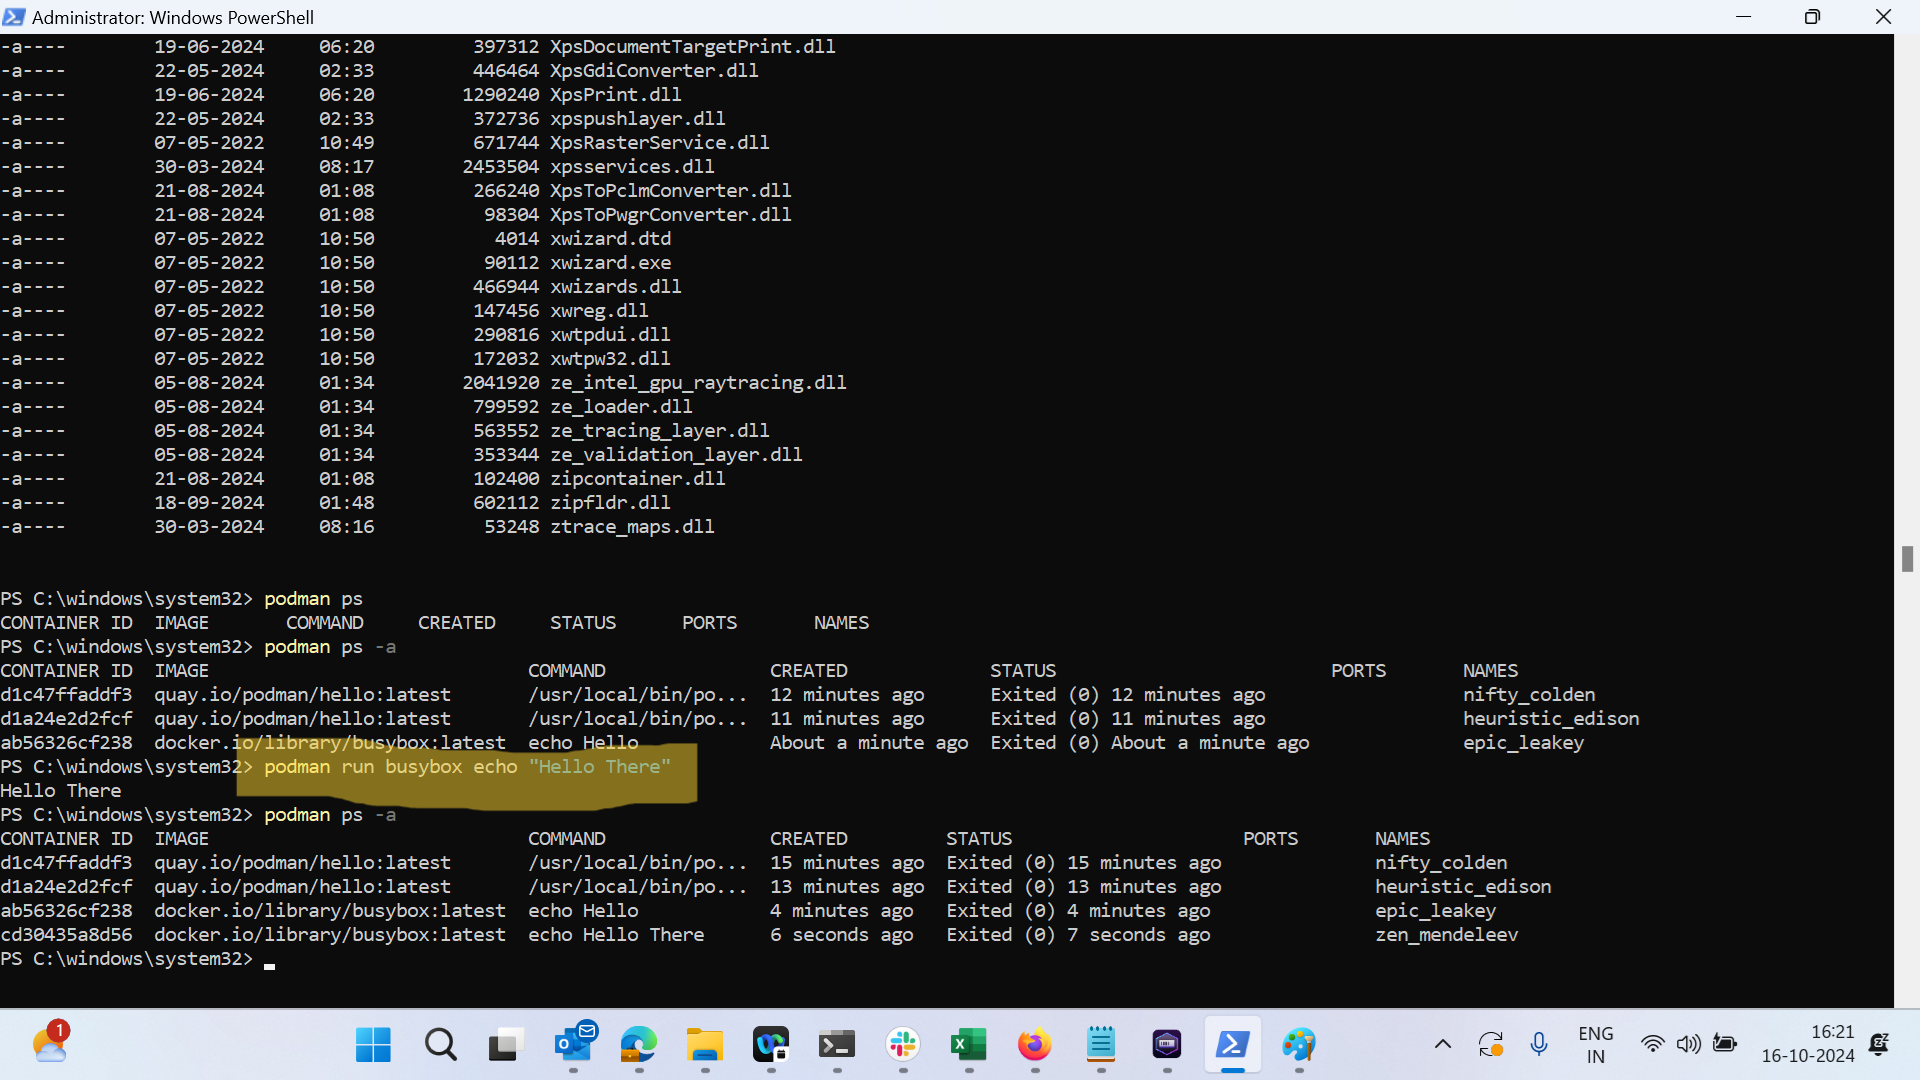 Administrator: Windows PowerShell
-a---- 19-06-2024 06:20 397312 XpsDocumentTargetPrint.dll
-a---- 22-05-2024 02:33 446464 XpsGdiConverter.dll
-a---- 19-06-2024 06:20 1290240 XpsPrint.dll
-a---- 22-05-2024 02:33 372736 xpspushlayer.dll
-a---- 07-05-2022 10:49 671744 XpsRasterService.dll
-a---- 30-03-2024 08:17 2453504 xpsservices.dll
-a---- 21-08-2024 01:08 266240 XpsToPclmConverter.dll
-a---- 21-08-2024 01:08 98304 XpsToPwgrConverter.dll
-a---- 07-05-2022 10:50 4014 xwizard.dtd
-a---- 07-05-2022 10:50 90112 xwizard.exe
-a---- 07-05-2022 10:50 466944 xwizards.dll
-a---- 07-05-2022 10:50 147456 xwreg.dll
-a---- 07-05-2022 10:50 290816 xwtpdui.dll
-a---- 07-05-2022 10:50 172032 xwtpw32.dll
-a---- 05-08-2024 01:34 2041920 ze_intel_gpu_raytracing.dll
-a---- 05-08-2024 01:34 799592 ze_loader.dll
-a---- 05-08-2024 01:34 563552 ze_tracing_layer.dll
-a---- 05-08-2024 01:34 353344 ze_validation_layer.dll
-a---- 21-08-2024 01:08 102400 zipcontainer.dll
-a---- 18-09-2024 01:48 602112 zipfldr.dll
-a---- 30-03-2024 08:16 53248 ztrace_maps.dll
PS C:\windows\system32> podman ps
CONTAINER ID IMAGE COMMAND CREATED STATUS PORTS NAMES
PS C:\windows\system32> podman ps -a
CONTAINER ID IMAGE COMMAND CREATED STATUS PORTS NAMES
d1c47ffaddf3 quay.io/podman/hello:latest /usr/local/bin/po... 12 minutes ago Exited (0) 12 minutes ago nifty_colden
d1a24e2d2fcf quay.io/podman/hello:latest /usr/local/bin/po... 11 minutes ago Exited (0) 11 minutes ago heuristic_edison
ab56326cf238 docker.io/library/busybox:latest echo Hello About a minute ago Exited (0) About a minute ago epic_leakey
PS C:\windows\system32> podman run busybox echo "Hello There"
Hello There
PS C:\windows\system32> podman ps -a
CONTAINER ID IMAGE COMMAND CREATED STATUS PORTS NAMES
d1c47ffaddf3 quay.io/podman/hello:latest /usr/local/bin/po... 15 minutes ago Exited (0) 15 minutes ago nifty_colden
d1a24e2d2fcf quay.io/podman/hello:latest /usr/local/bin/po... 13 minutes ago Exited (0) 13 minutes ago heuristic_edison
ab56326cf238 docker.io/library/busybox:latest echo Hello 4 minutes ago Exited (0) 4 minutes ago epic_leakey
cd30435a8d56 docker.io/library/busybox:latest echo Hello There 6 seconds ago Exited (0) 7 seconds ago zen_mendeleev
PS C:\windows\system32>
1
ENG
IN
16:21
16-10-2024